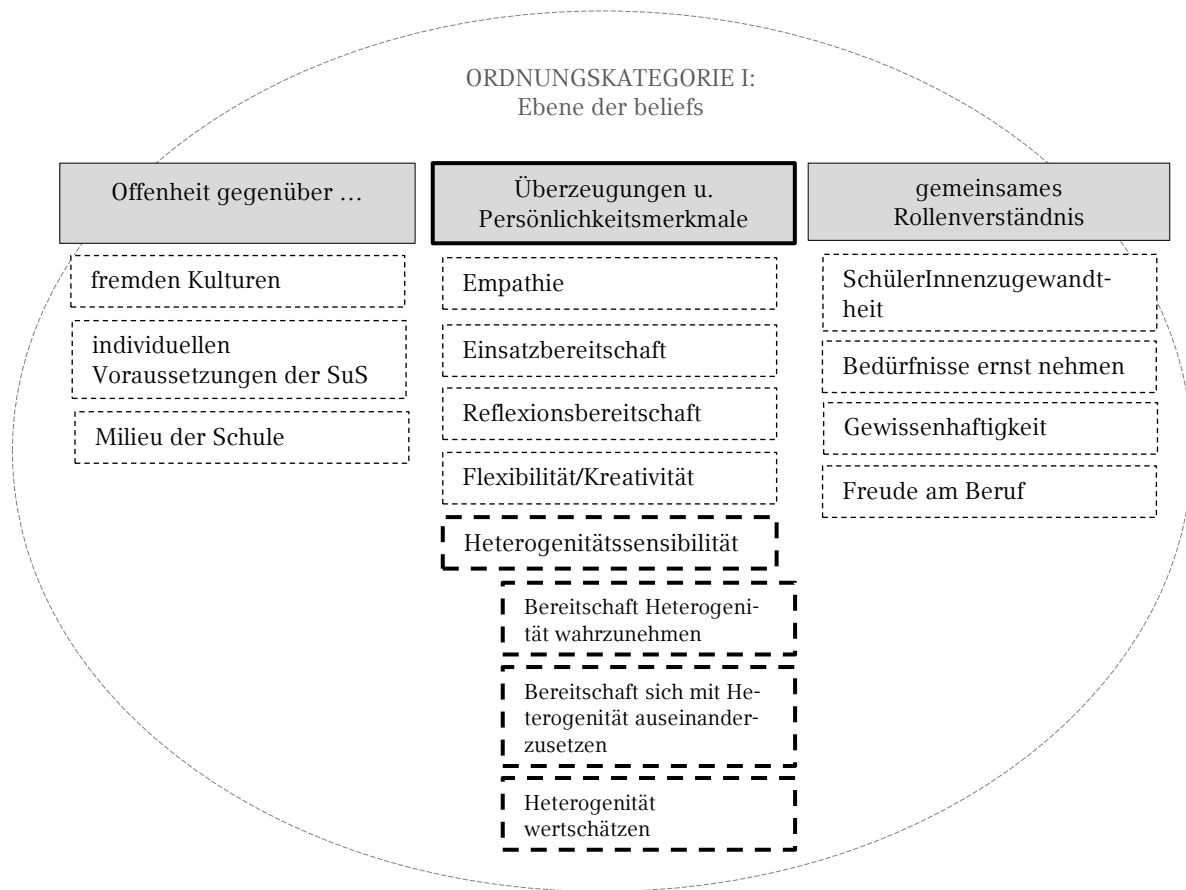 ORDNUNGSKATEGORIE I:
Ebene der beliefs
Offenheit gegenüber …
fremden Kulturen
individuellen
Voraussetzungen der SuS
Milieu der Schule
Überzeugungen u.
Persönlichkeitsmerkmale
Empathie
Einsatzbereitschaft
Reflexionsbereitschaft
Flexibilität/Kreativität
Heterogenitätssensibilität
Bereitschaft Heterogeni-
tät wahrzunehmen
Bereitschaft sich mit He-
terogenität auseinander-
zusetzen
Heterogenität
wertschätzen
gemeinsames
Rollenverständnis
SchülerInnenzugewandt-
heit
Bedürfnisse ernst nehmen
Gewissenhaftigkeit
Freude am Beruf